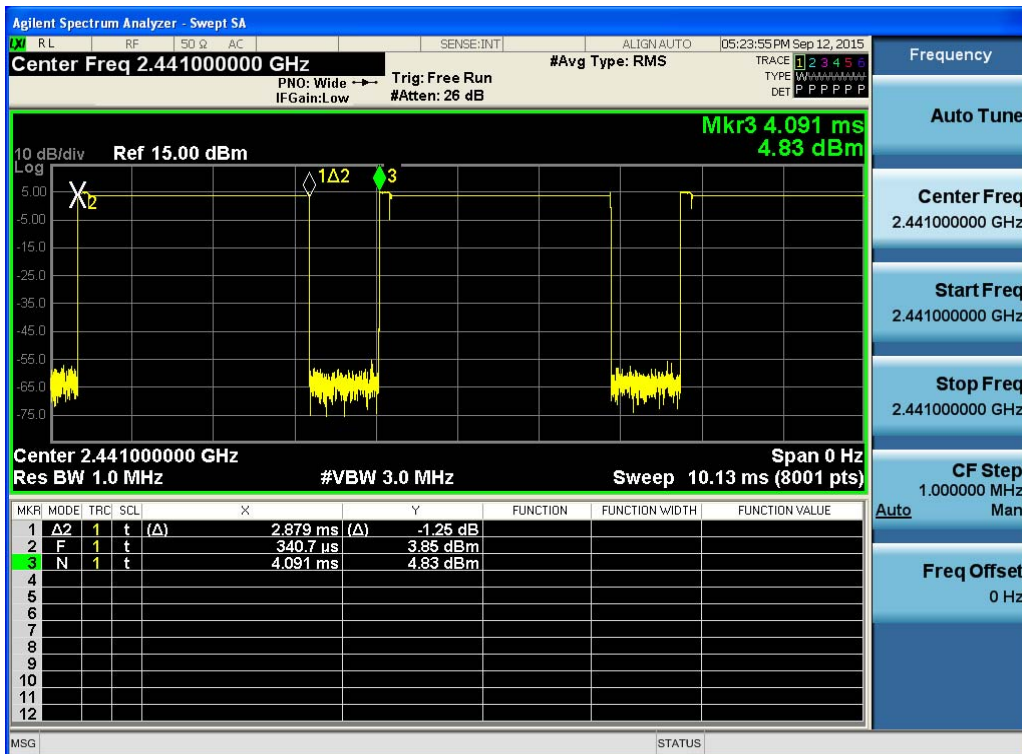 Agilent Spectrum Analyzer - Swept SA
LXI RL RF 50 Ω AC SENSE:INT ALIGN AUTO 05:23:55 PM Sep 12, 2015
Center Freq 2.441000000 GHz
PNO: Wide
IFGain:Low
Trig: Free Run
#Atten: 26 dB
#Avg Type: RMS
TRACE 1 2 3 4 5 6
TYPE W
DET P P P P P P
Mkr3 4.091 ms
4.83 dBm
10 dB/div Ref 15.00 dBm
Log
5.00
-5.00
-15.0
-25.0
-35.0
-45.0
-55.0
-65.0
-75.0
2
1Δ2
3
Center 2.441000000 GHz Span 0 Hz
Res BW 1.0 MHz #VBW 3.0 MHz Sweep 10.13 ms (8001 pts)
MKR MODE TRC SCL X Y FUNCTION FUNCTION WIDTH FUNCTION VALUE
1 Δ2 1 t (Δ) 2.879 ms (Δ) -1.25 dB
2 F 1 t 340.7 µs 3.85 dBm
3 N 1 t 4.091 ms 4.83 dBm
4
5
6
7
8
9
10
11
12
MSG STATUS
Frequency
Auto Tune
Center Freq
2.441000000 GHz
Start Freq
2.441000000 GHz
Stop Freq
2.441000000 GHz
CF Step
1.000000 MHz
Auto Man
Freq Offset
0 Hz